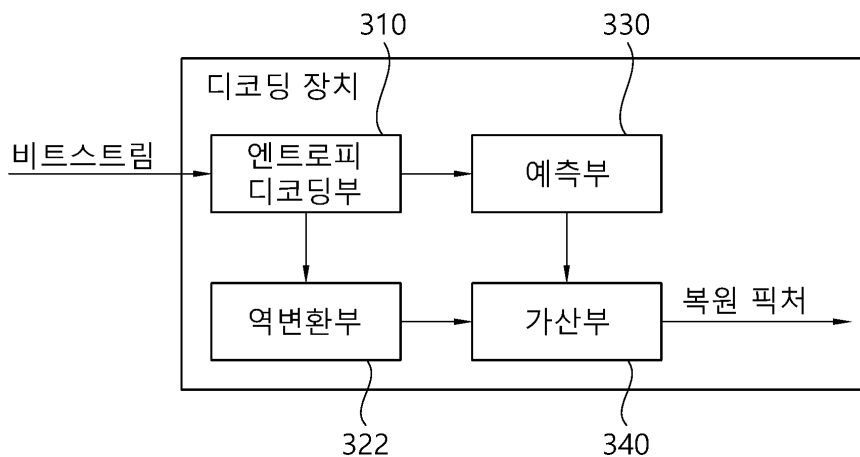 310
330
디코딩 장치
비트스트림
엔트로피
디코딩부
예측부
역변환부
가산부
복원 픽처
322
340